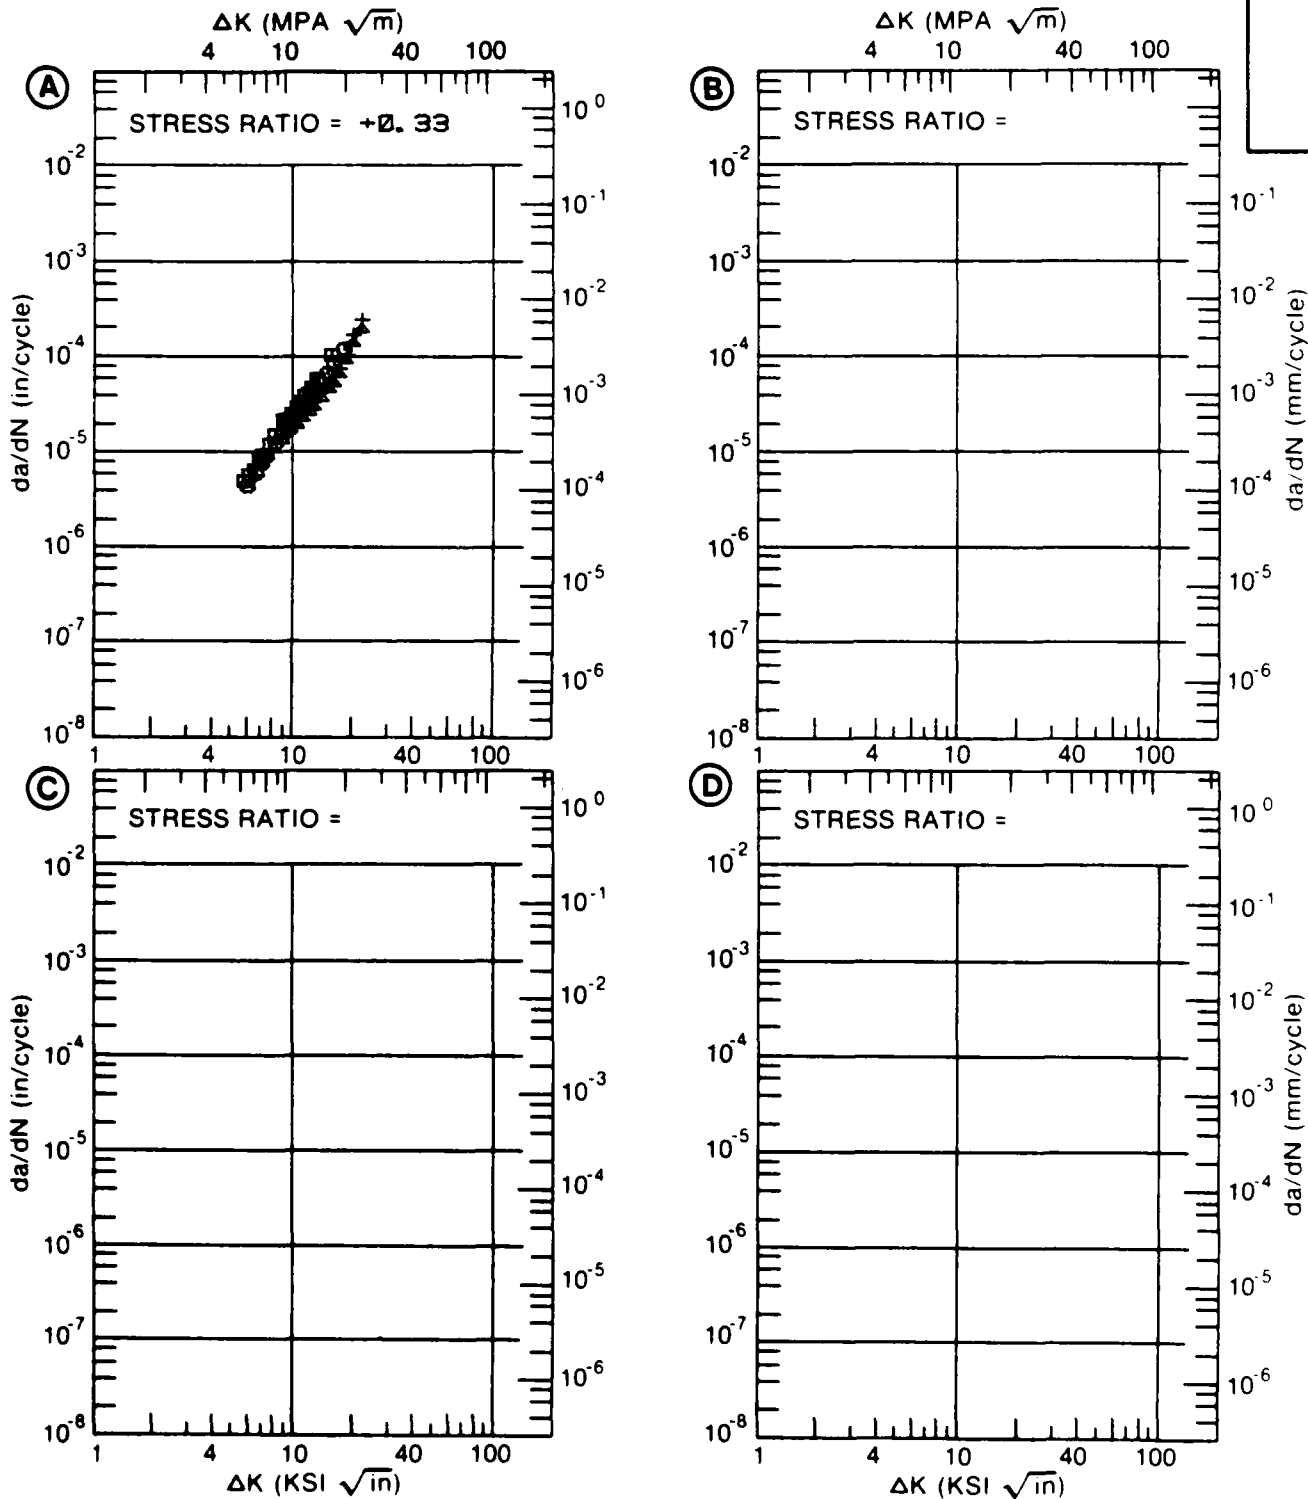 ΔK (MPA √m)
4 10 40 100
ΔK (MPA √m)
4 10 40 100
A
STRESS RATIO = +0.33
10^0
10^-2
10^-1
10^-3
10^-2
10^-4
10^-3
10^-5
10^-4
10^-6
10^-5
10^-7
10^-6
10^-8
da/dN (in/cycle)
1 4 10 40 100
B
STRESS RATIO =
10^-2
10^-1
10^-3
10^-2
10^-4
10^-3
10^-5
10^-4
10^-6
10^-5
10^-7
10^-6
10^-8
da/dN (mm/cycle)
1 4 10 40 100
C
STRESS RATIO =
10^0
10^-2
10^-1
10^-3
10^-2
10^-4
10^-3
10^-5
10^-4
10^-6
10^-5
10^-7
10^-6
10^-8
da/dN (in/cycle)
1 4 10 40 100
ΔK (KSI √in)
D
STRESS RATIO =
10^0
10^-2
10^-1
10^-3
10^-2
10^-4
10^-3
10^-5
10^-4
10^-6
10^-5
10^-7
10^-6
10^-8
da/dN (mm/cycle)
1 4 10 40 100
ΔK (KSI √in)